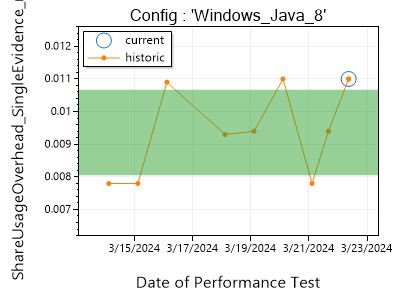 Config : 'Windows_Java_8'
ShareUsageOverhead_SingleEvidence_
current
historic
0.012
0.011
0.01
0.009
0.008
0.007
3/15/2024
3/17/2024
3/19/2024
3/21/2024
3/23/2024
Date of Performance Test